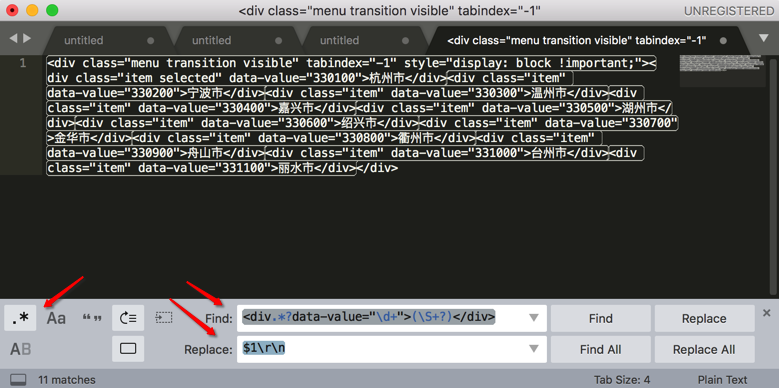 <div class="menu transition visible" tabindex="-1"
UNREGISTERED
untitled
untitled
untitled
<div class="menu transition visible" tabindex="-1"
1
<div class="menu transition visible" tabindex="-1" style="display: block !important;"><
div class="item selected" data-value="330100">杭州市</div><div class="item"
data-value="330200">宁波市</div><div class="item" data-value="330300">温州市</div><div
class="item" data-value="330400">嘉兴市</div><div class="item" data-value="330500">湖州市</
div><div class="item" data-value="330600">绍兴市</div><div class="item" data-value="330700"
>金华市</div><div class="item" data-value="330800">衢州市</div><div class="item"
data-value="330900">舟山市</div><div class="item" data-value="331000">台州市</div><div
class="item" data-value="331100">丽水市</div></div>
.* Aa “” Find: <div.*?data-value="\d+">(\S+?)</div> Find Replace
AB Replace: $1\r\n Find All Replace All
11 matches Tab Size: 4 Plain Text